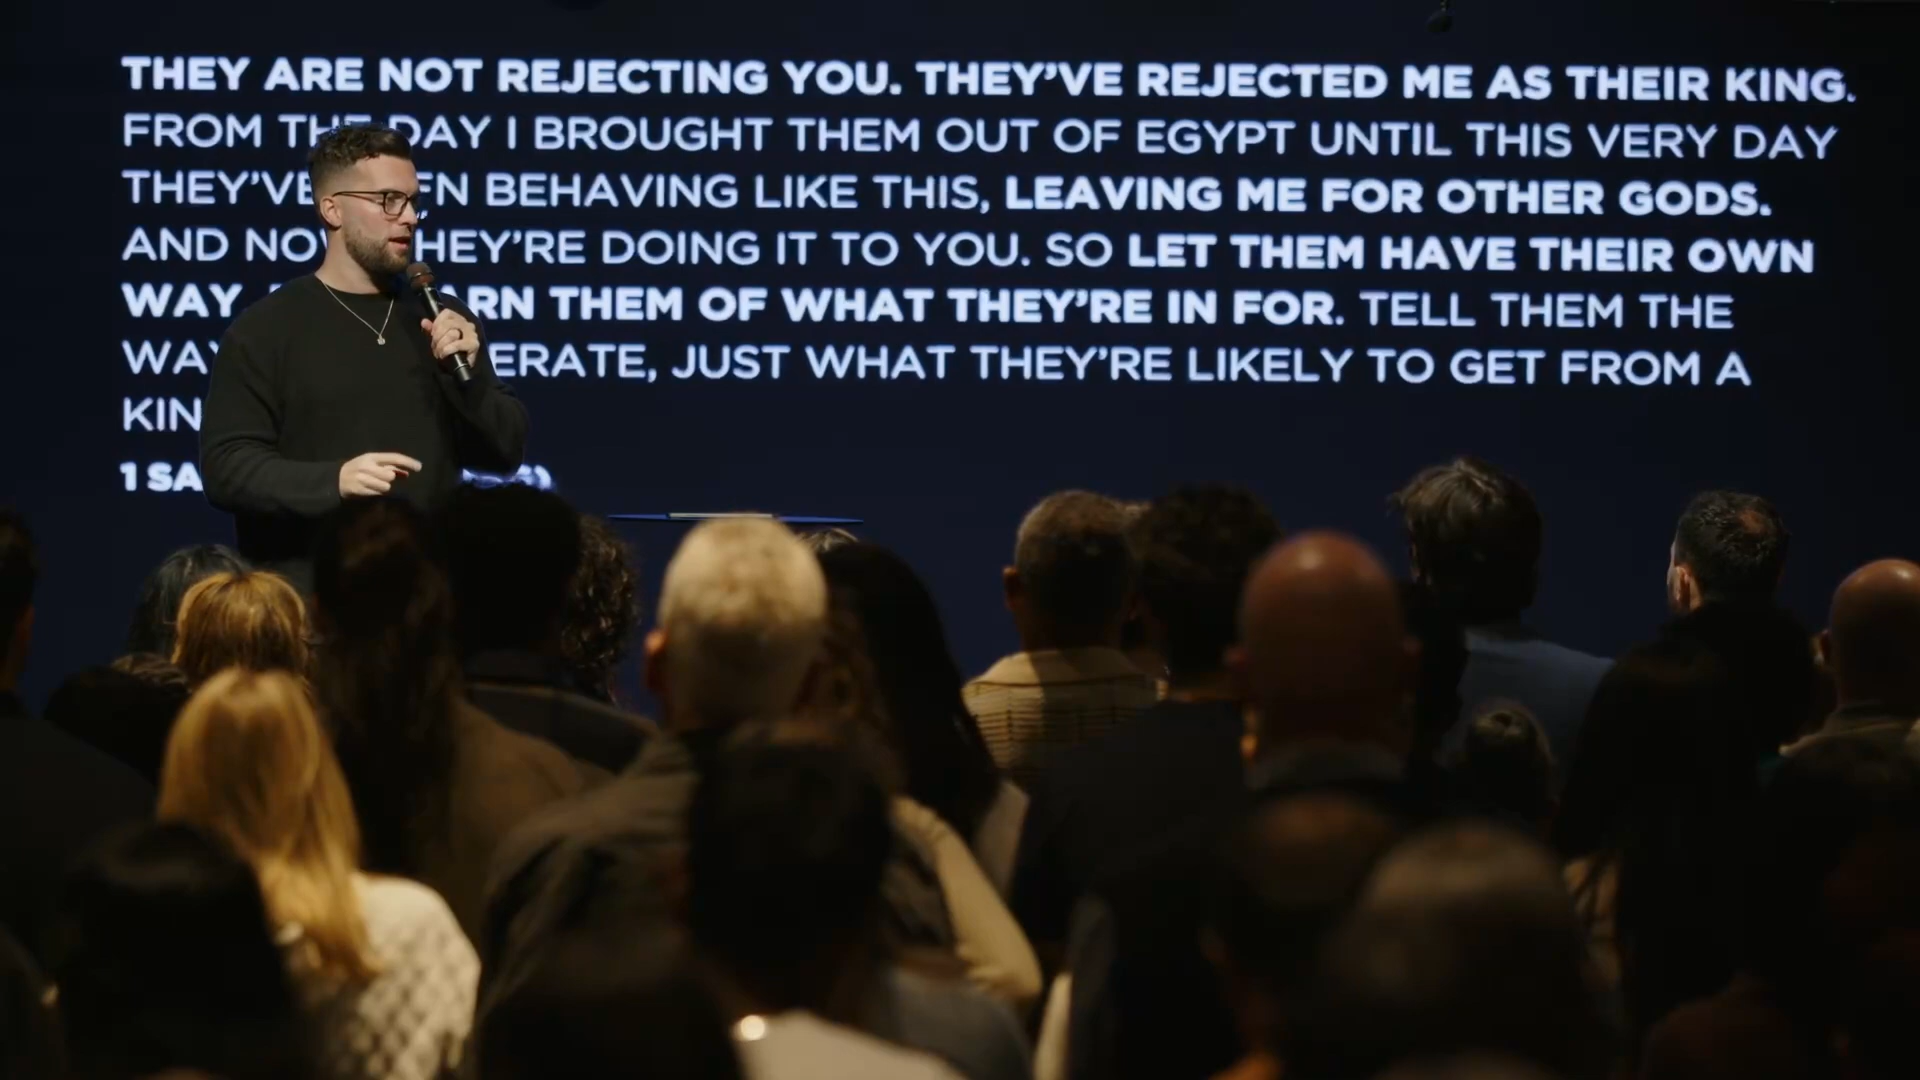 THEY ARE NOT REJECTING YOU. THEY'VE REJECTED ME AS THEIR KING.
FROM THE DAY I BROUGHT THEM OUT OF EGYPT UNTIL THIS VERY DAY
THEY'VE BEHAVING LIKE THIS, LEAVING ME FOR OTHER GODS.
AND THEY'RE DOING IT TO YOU. SO LET THEM HAVE THEIR OWN
WAY THEM OF WHAT THEY'RE IN FOR. TELL THEM THE
JUST WHAT THEY'RE LIKELY TO GET FROM A
1